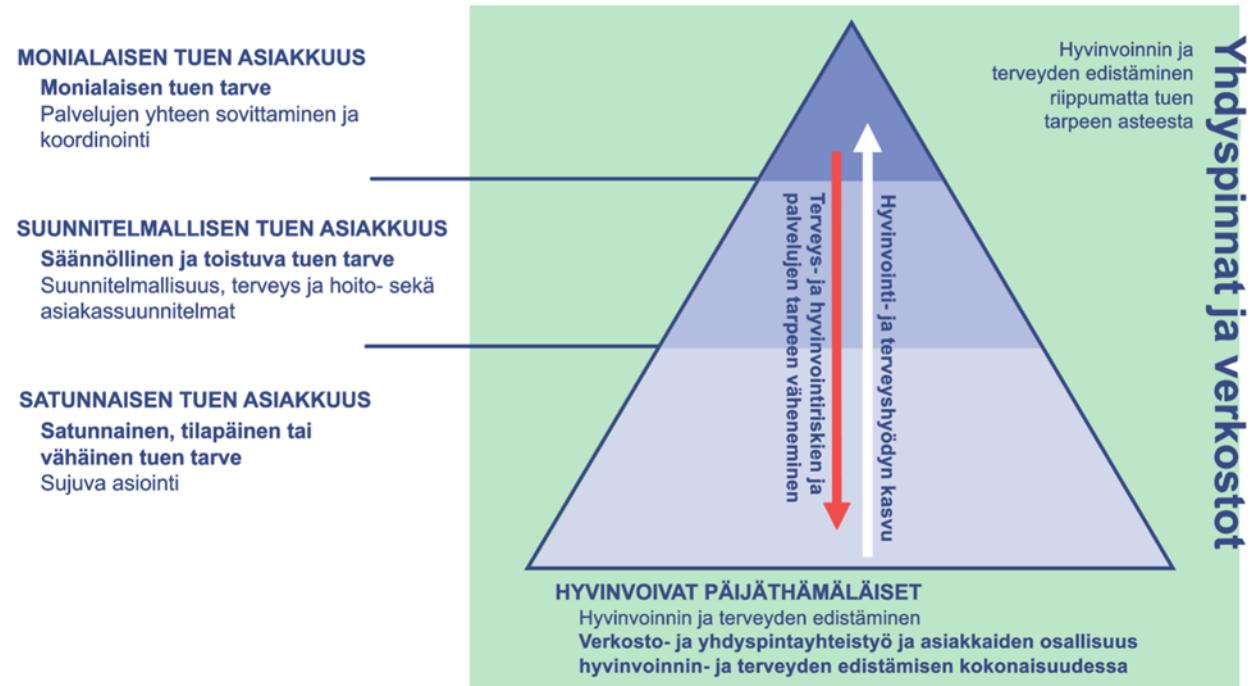 MONIALAISEN TUEN ASIAKKUUS
Monialaisen tuen tarve
Palvelujen yhteen sovittaminen ja
koordinointi
SUUNNITELMALLISEN TUEN ASIAKKUUS
Säännöllinen ja toistuva tuen tarve
Suunnitelmallisuus, terveys ja hoito- sekä
asiakassuunnitelmat
SATUNNAISEN TUEN ASIAKKUUS
Satunnainen, tilapäinen tai
vähäinen tuen tarve
Sujuva asiointi
Terveys- ja hyvinvointiriskien ja
palvelujen tarpeen väheneminen
Hyvinvointi- ja terveyshyödyn kasvu
Hyvinvoinnin ja
terveyden edistäminen
riippumatta tuen
tarpeen asteesta
Yhdyspinnat ja verkostot
HYVINVOIVAT PÄIJÄTHÄMÄLÄISET
Hyvinvoinnin ja terveyden edistäminen
Verkosto- ja yhdyspintayhteistyö ja asiakkaiden osallisuus
hyvinvoinnin- ja terveyden edistämisen kokonaisuudessa